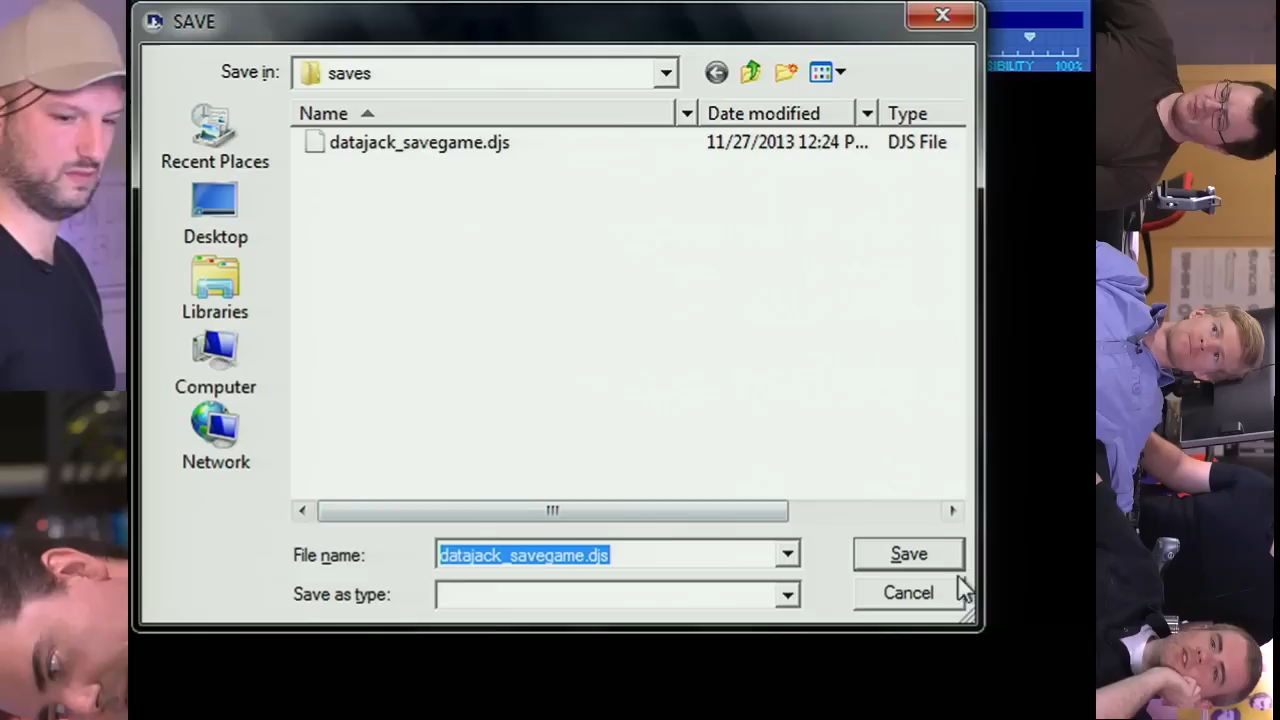 SAVE
SIBILITY 100%
Save in: saves
Name Date modified Type
datajack_savegame.djs 11/27/2013 12:24 P... DJS File
Recent Places
Desktop
Libraries
Computer
Network
File name: datajack_savegame.djs Save
Save as type: Cancel